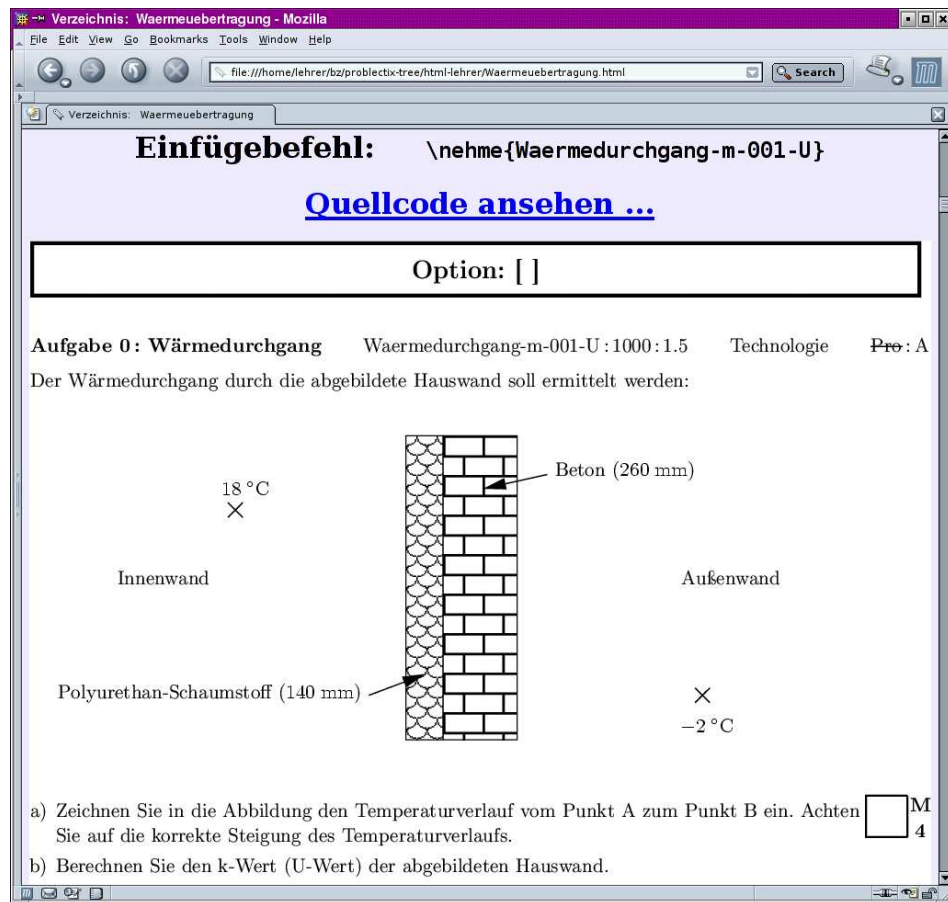 Verzeichnis: Waermeuebertragung - Mozilla
File Edit View Go Bookmarks Tools Window Help
file:///home/lehrer/bz/problectix-tree/html-lehrer/Waermeuebertragung.html Search
Verzeichnis: Waermeuebertragung
Einfügebefehl: \nehme{Waermedurchgang-m-001-U}
Quellcode ansehen ...
Option: [ ]
Aufgabe 0: Wärmedurchgang Waermedurchgang-m-001-U:1000:1.5 Technologie Pro:A
Der Wärmedurchgang durch die abgebildete Hauswand soll ermittelt werden:
Beton (260 mm)
18 °C
Innenwand Außenwand
Polyurethan-Schaumstoff (140 mm)
−2 °C
a) Zeichnen Sie in die Abbildung den Temperaturverlauf vom Punkt A zum Punkt B ein. Achten M
Sie auf die korrekte Steigung des Temperaturverlaufs. 4
b) Berechnen Sie den k-Wert (U-Wert) der abgebildeten Hauswand.